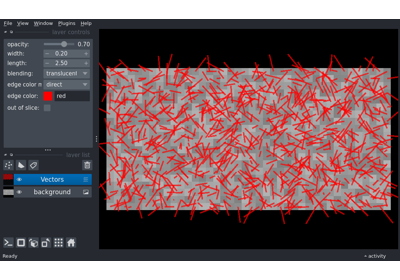 File View Window Plugins Help
layer controls
opacity: 0.70
width: 0.20
length: 2.50
blending: translucent
edge color m direct
edge color: red
out of slice:
layer list
Vectors
background
Ready
activity